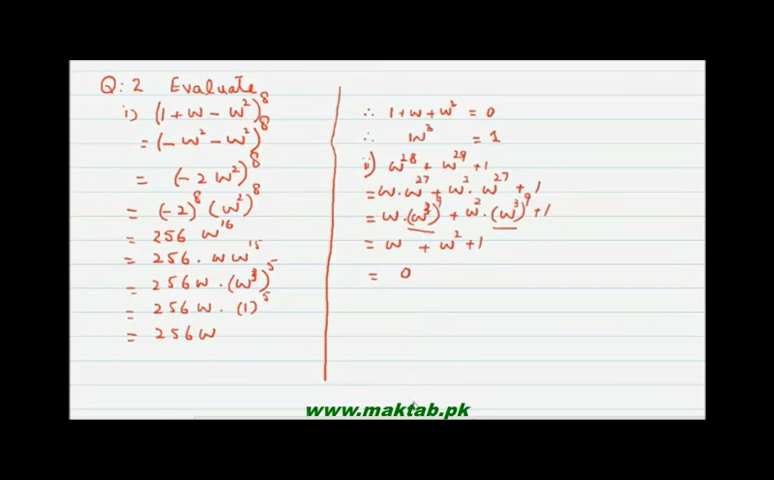 Q: 2 Evaluate
i) (1 + w - w²)⁸
= (- w² - w²)⁸
= (-2 w²)⁸
= (-2)⁸ (w²)⁸
= 256 w¹⁶
= 256 . w w¹⁵
= 256 w . (w³)⁵
= 256 w . (1)⁵
= 256 w
∴ 1 + w + w² = 0
∴ w³ = 1
ii) w²⁸ + w²⁹ + 1
= w . w²⁷ + w² . w²⁷ + 1
= w . (w³)⁹ + w² . (w³)⁹ + 1
= w + w² + 1
= 0
www.maktab.pk